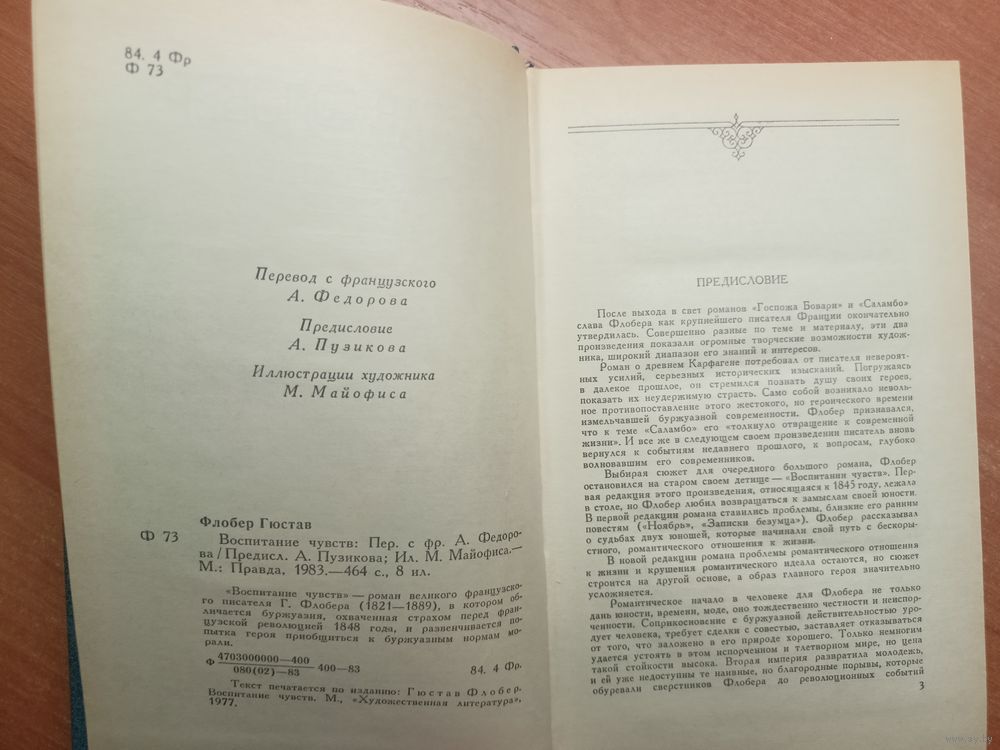 84. 4 Фр
Ф 73
Перевод с французского
А. Федорова
Предисловие
А. Пузикова
Иллюстрации художника
М. Майофиса
Флобер Гюстав
Ф 73
Воспитание чувств: Пер. с фр. А. Федоро-
ва / Предисл. А. Пузикова; Ил. М. Майофиса.—
М.: Правда, 1983.—464 с., 8 ил.
«Воспитание чувств» — роман великого французско-
го писателя Г. Флобера (1821—1889), в котором об-
личается буржуазия, охваченная страхом перед фран-
цузской революцией 1848 года, и развенчивается по-
пытка героя приобщиться к буржуазным нормам мо-
рали.
Ф 4703000000—400
080(02)—83
400—83
84. 4 Фр.
Текст печатается по изданию: Гюстав Флобер.
Воспитание чувств. М., «Художественная литература»,
1977.
ПРЕДИСЛОВИЕ
После выхода в свет романов «Госпожа Бовари» и «Саламбо»
слава Флобера как крупнейшего писателя Франции окончательно
утвердилась. Совершенно разные по теме и материалу, эти два
произведения показали огромные творческие возможности худож-
ника, широкий диапазон его знаний и интересов.
Роман о древнем Карфагене потребовал от писателя невероят-
ных усилий, серьезных исторических изысканий. Погружаясь
в далекое прошлое, он стремился познать душу своих героев,
показать их неудержимую страсть. Само собой возникало неволь-
ное противопоставление этого жестокого, но героического времени
измельчавшей буржуазной современности. Флобер признавался,
что к теме «Саламбо» его «толкнуло отвращение к современной
жизни». И все же в следующем своем произведении писатель вновь
вернулся к событиям недавнего прошлого, к вопросам, глубоко
волновавшим его современников.
Выбирая сюжет для очередного большого романа, Флобер
остановился на старом своем детище — «Воспитании чувств». Пер-
вая редакция этого произведения, относящаяся к 1845 году, лежала
в столе, но Флобер любил возвращаться к замыслам своей юности.
В первой редакции романа ставились проблемы, близкие его ранним
повестям («Ноябрь», «Записки безумца»). Флобер рассказывал
о судьбах двух юношей, которые начинали свой путь с бескоры-
стного, романтического отношения к жизни.
В новой редакции романа проблемы романтического отношения
к жизни и крушения романтического идеала остаются, но сюжет
строится на другой основе, а образ главного героя значительно
усложняется.
Романтическое начало в человеке для Флобера не только
дань юности, времени, моде, оно тождественно честности и неиспор-
ченности. Соприкосновение с буржуазной действительностью уро-
дует человека, требует сделки с совестью, заставляет отказываться
от того, что заложено в его природе хорошего. Только немногим
удается устоять в этом испорченном и тлетворном мире, но цена
такой стойкости высока. Вторая империя развратила молодежь,
и ей уже недоступны те наивные, но благородные порывы, которые
обуревали сверстников Флобера до революционных событий
3
www.ay.by